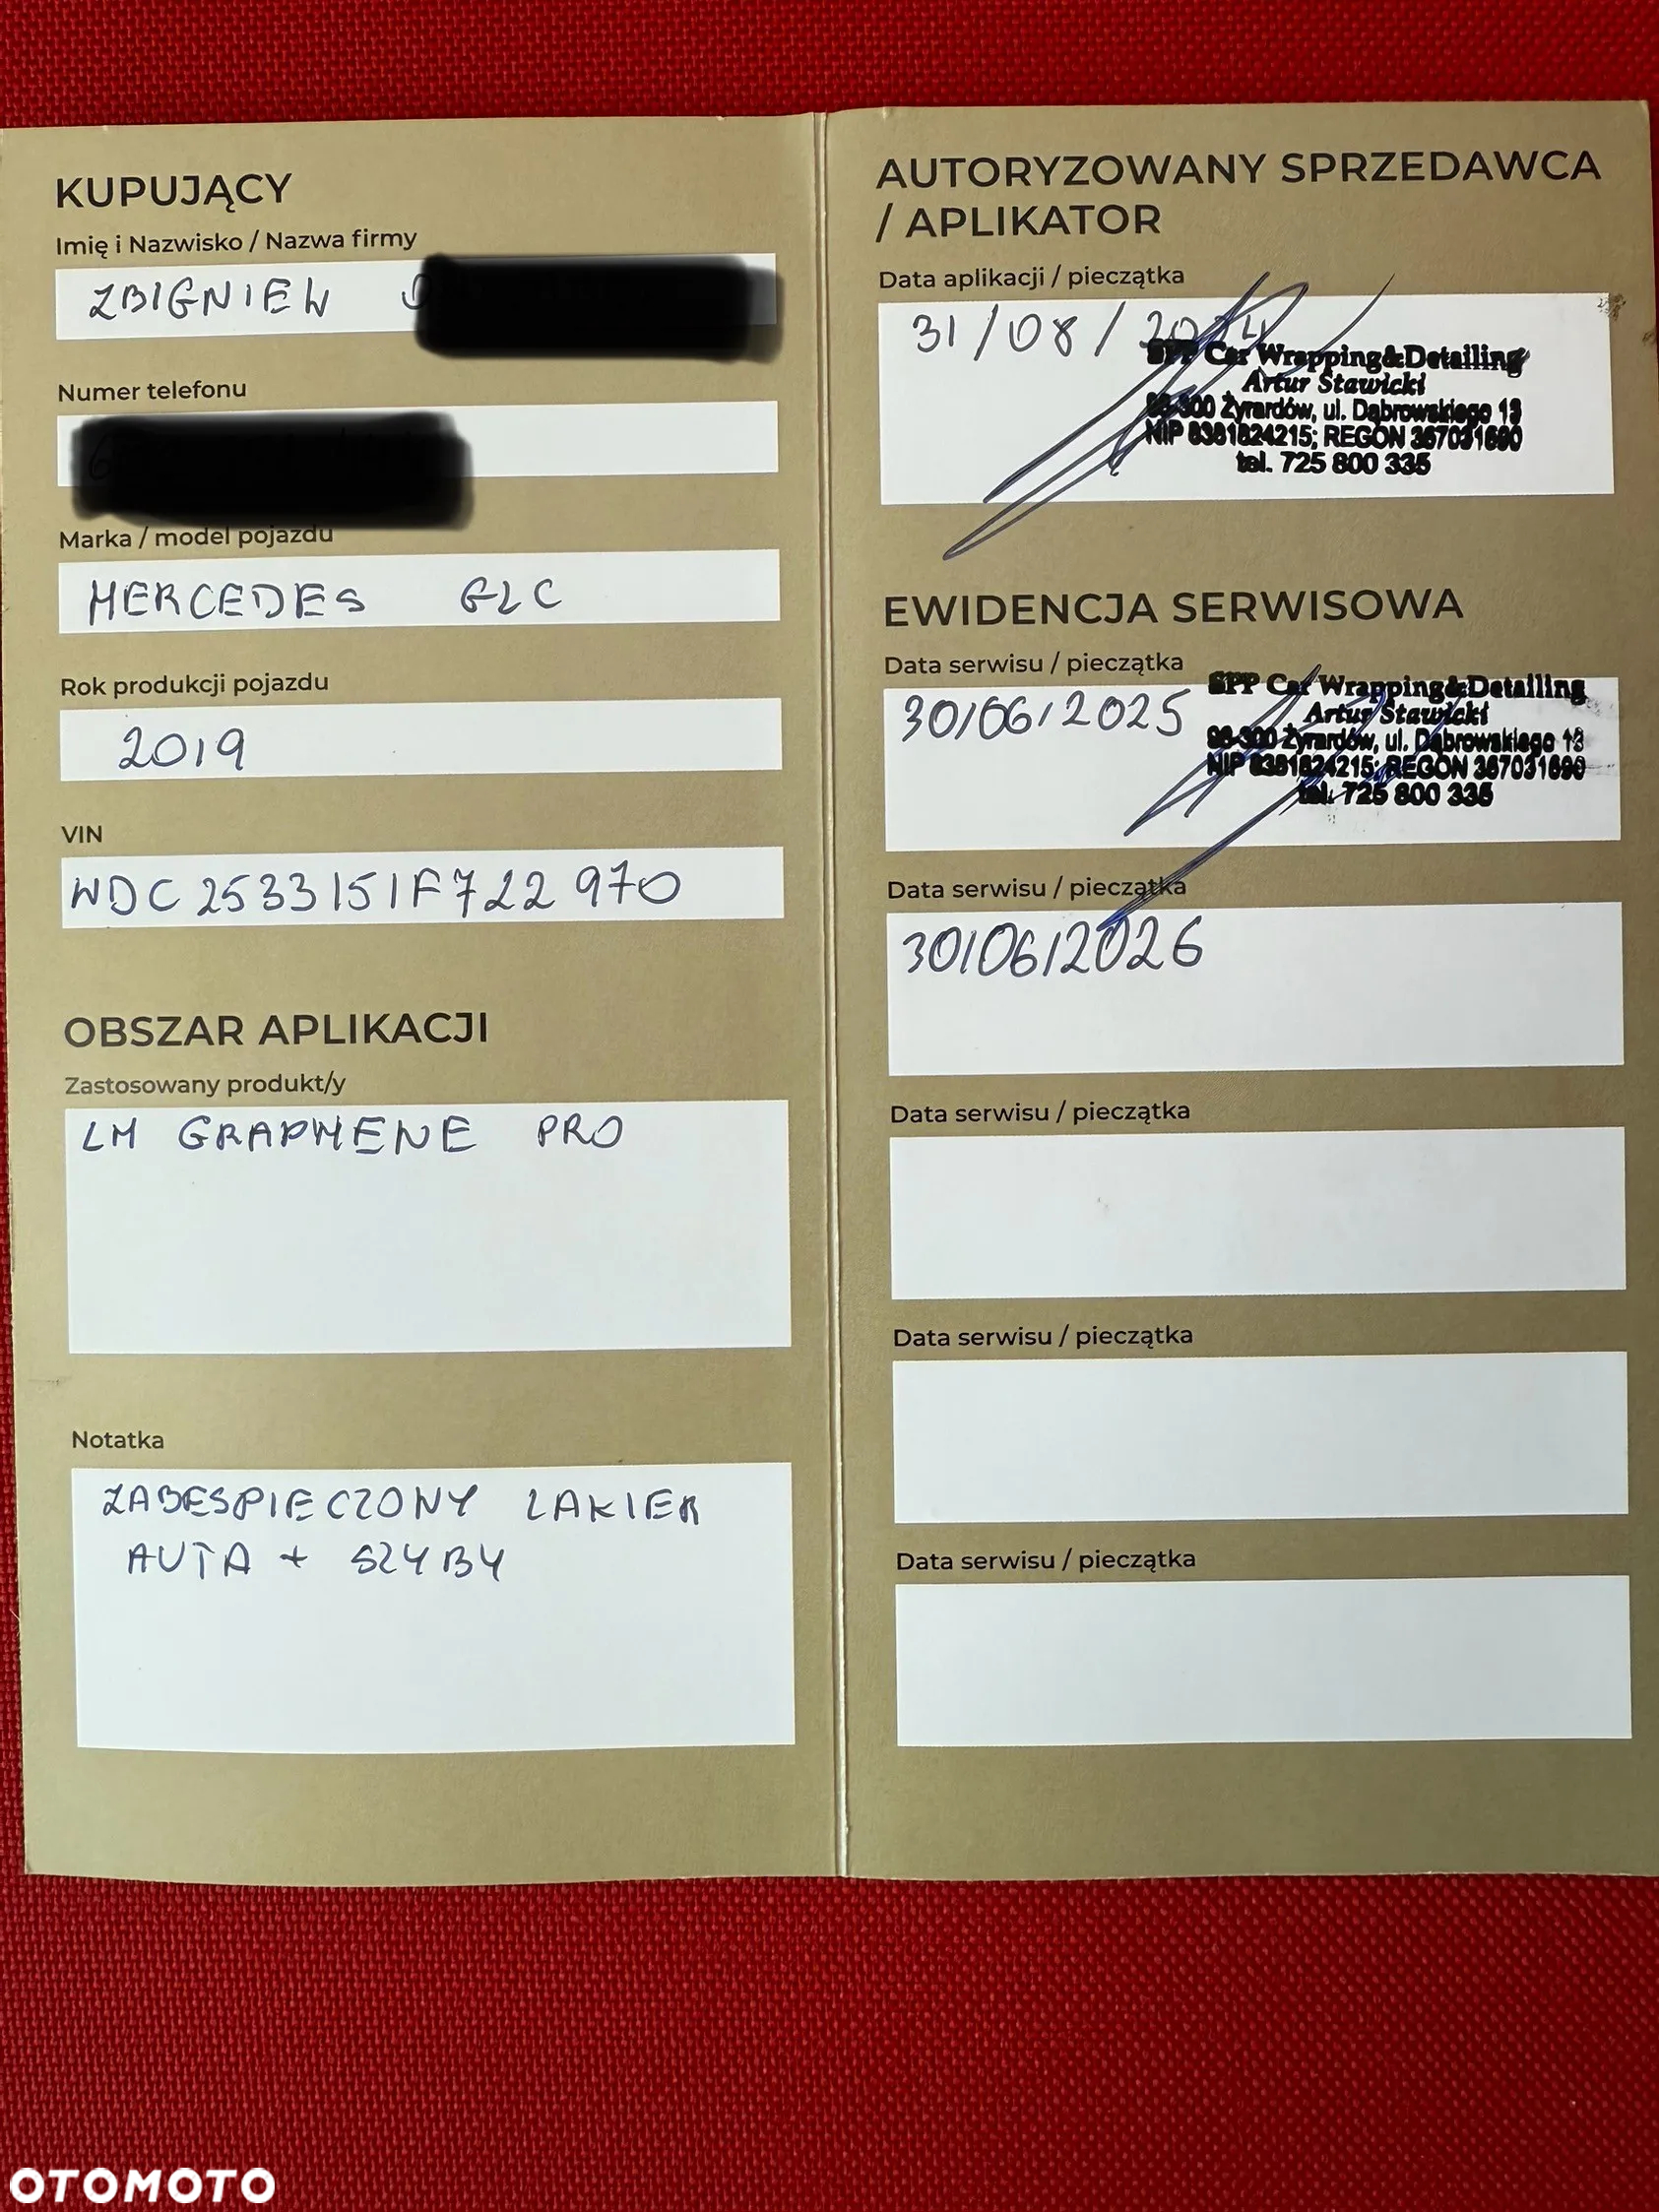 KUPUJĄCY
Imię i Nazwisko / Nazwa firmy
ZBIGNIEW
Numer telefonu
Marka / model pojazdu
MERCEDES GLC
Rok produkcji pojazdu
2019
VIN
WDC2533151F722970
OBSZAR APLIKACJI
Zastosowany produkt/y
LM GRAPHENE PRO
Notatka
ZABESPIECZONY LAKIER
AUTA + SZYBY
AUTORYZOWANY SPRZEDAWCA
/ APLIKATOR
Data aplikacji / pieczątka
31/08/2024
SPP Car Wrapping&Detailing
Artur Stawicki
96-300 Żyrardów, ul. Dąbrowskiego 13
NIP 8381824215; REGON 367031690
tel. 725 800 335
EWIDENCJA SERWISOWA
Data serwisu / pieczątka
30/06/2025
SPP Car Wrapping&Detailing
Artur Stawicki
96-300 Żyrardów, ul. Dąbrowskiego 13
NIP 8381824215; REGON 367031690
tel. 725 800 335
Data serwisu / pieczątka
30/06/2026
Data serwisu / pieczątka
Data serwisu / pieczątka
Data serwisu / pieczątka
OTOMOTO